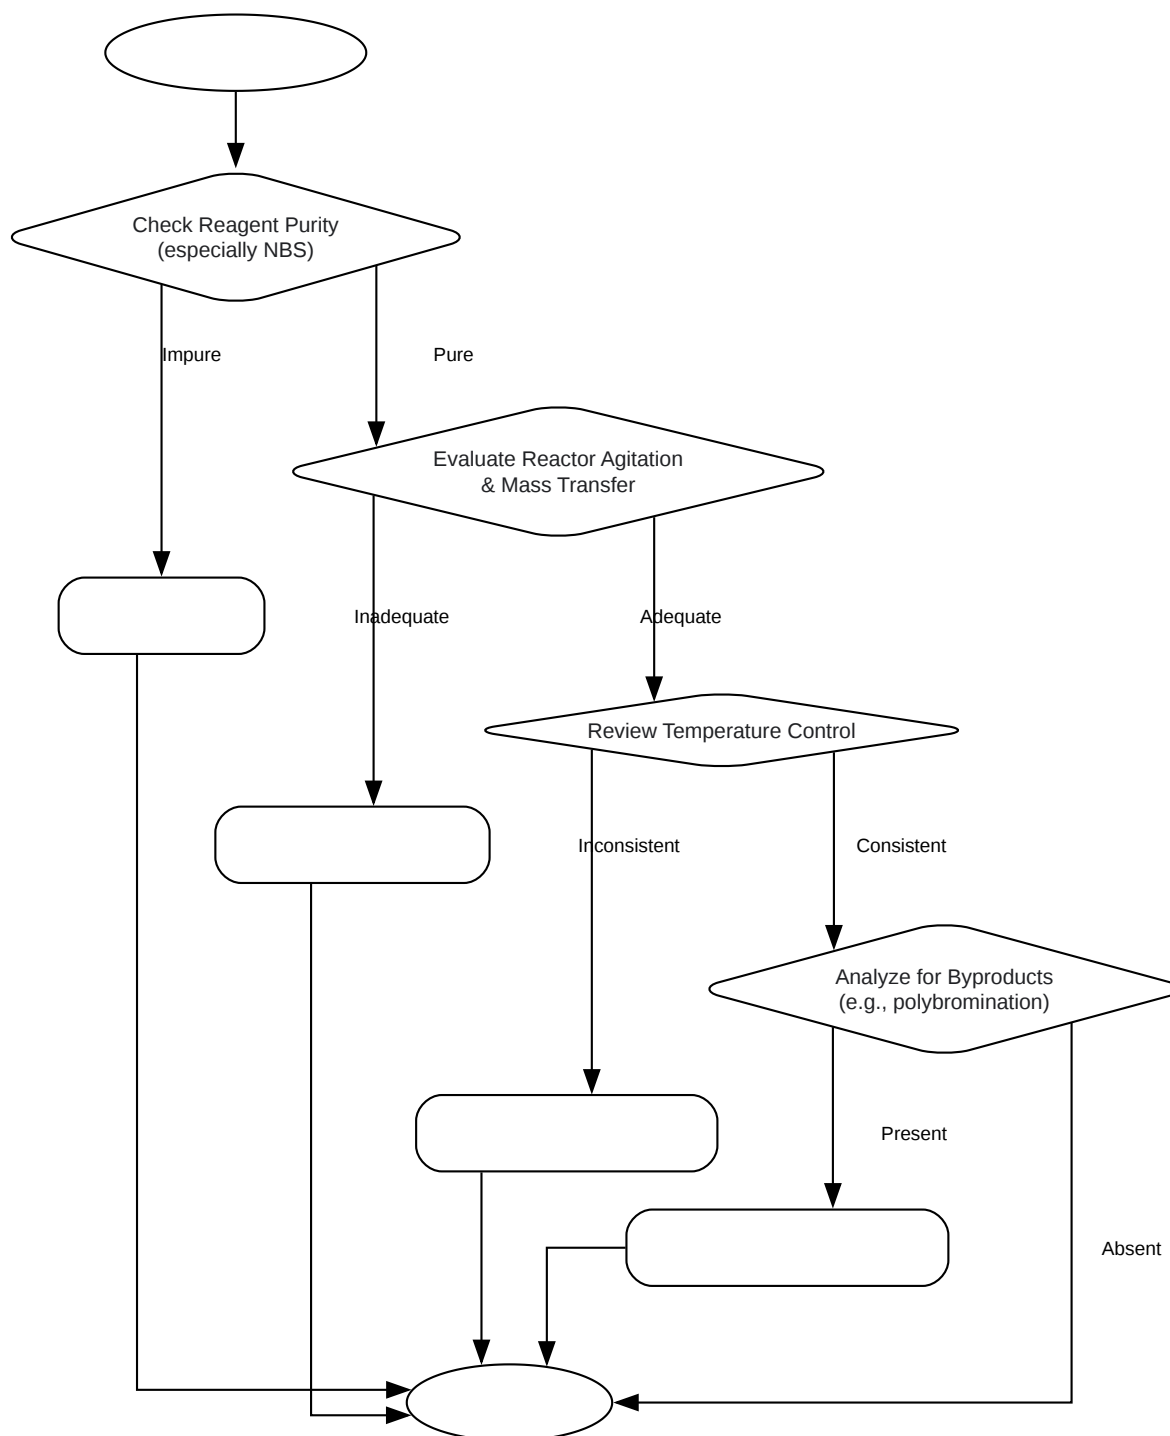 Check Reagent Purity
(especially NBS)
Impure
Pure
Evaluate Reactor Agitation
& Mass Transfer
Inadequate
Adequate
Review Temperature Control
Inconsistent
Consistent
Analyze for Byproducts
(e.g., polybromination)
Present
Absent